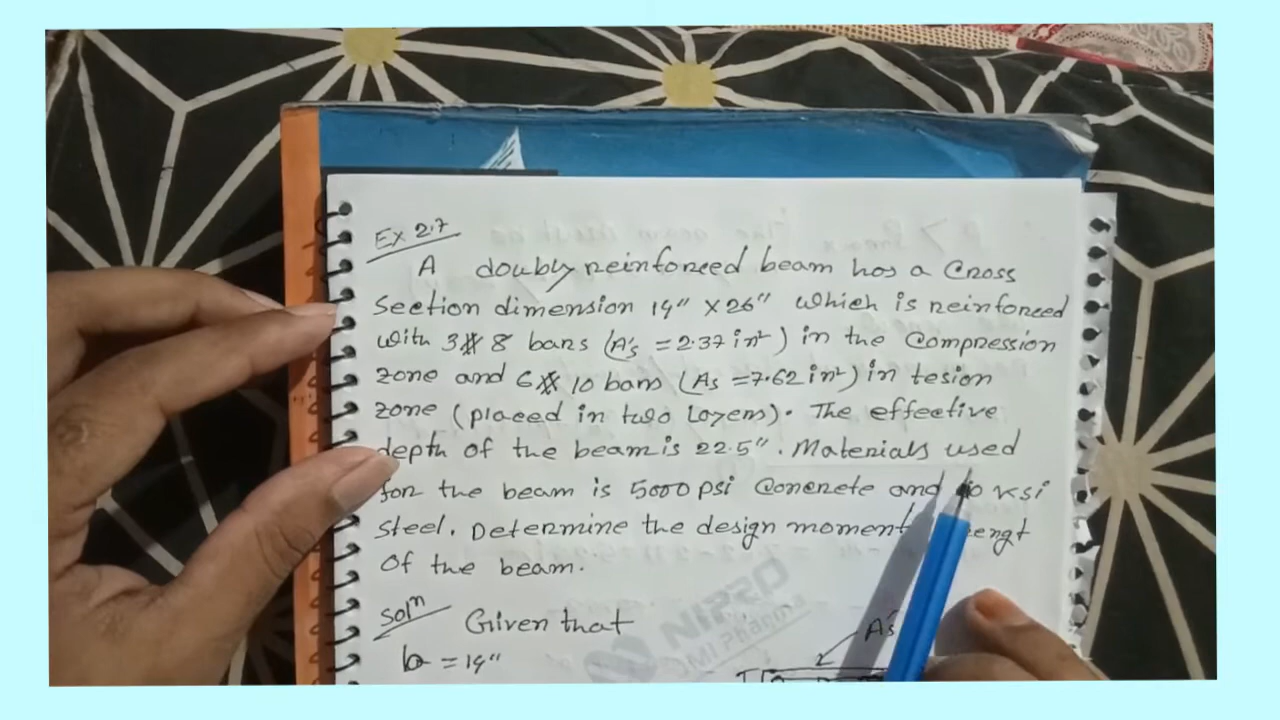 Ex 2.7
A doubly reinforced beam has a Cross
Section dimension 14" x 26" which is reinforced
with 3# 8 bars (A's = 2.37 in²) in the Compression
zone and 6# 10 bars (As = 7.62 in²) in tesion
zone (placed in two Layers). The effective
depth of the beam is 22.5". Materials used
for the beam is 5000 psi Concrete and ksi
Steel. Determine the design moment
Of the beam.
Solⁿ Given that
b = 14"
A's
NIPRO
JMI Pharma